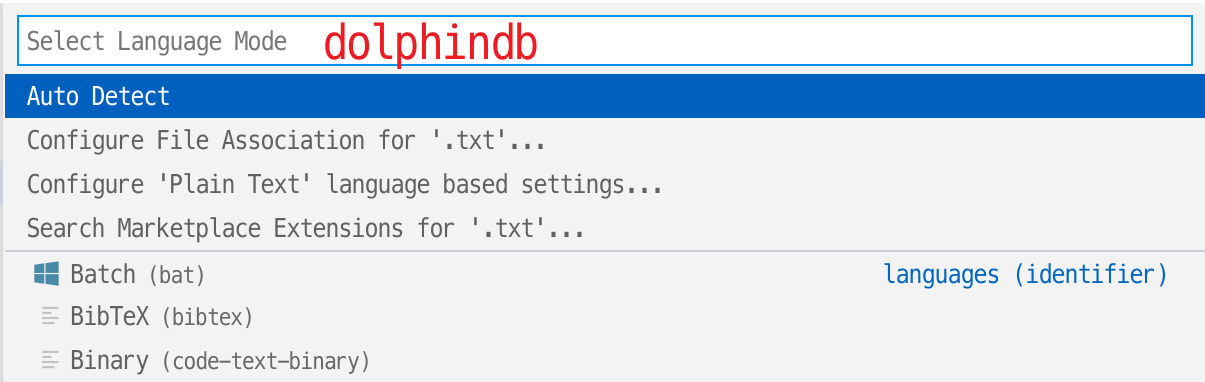 Select Language Mode dolphindb
Auto Detect
Configure File Association for '.txt'...
Configure 'Plain Text' language based settings...
Search Marketplace Extensions for '.txt'...
Batch (bat) languages (identifier)
BibTeX (bibtex)
Binary (code-text-binary)